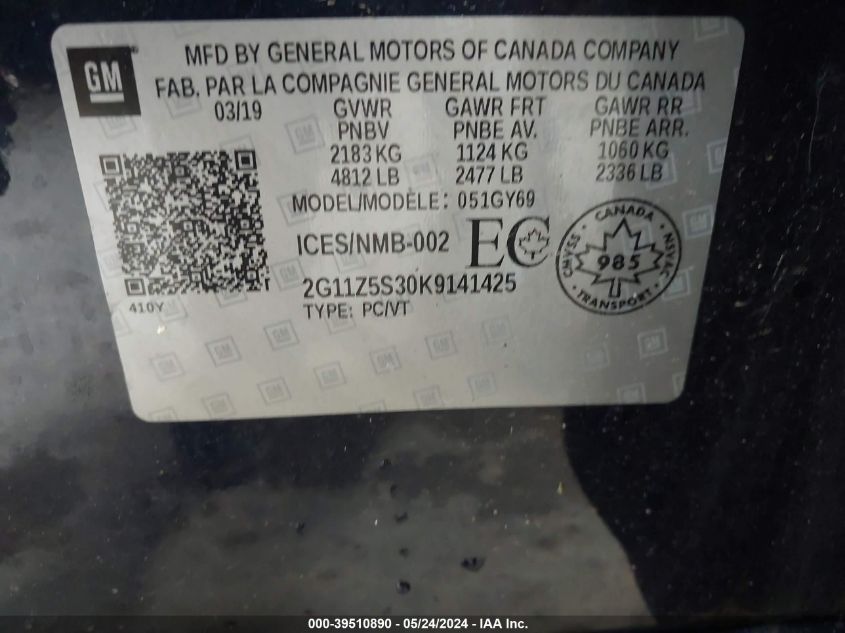 GM
MFD BY GENERAL MOTORS OF CANADA COMPANY
FAB. PAR LA COMPAGNIE GENERAL MOTORS DU CANADA
03/19 GVWR GAWR FRT GAWR RR
PNBV PNBE AV. PNBE ARR.
2183 KG 1124 KG 1060 KG
4812 LB 2477 LB 2336 LB
MODEL/MODÈLE: 051GY69
ICES/NMB-002 EC
CANADA
CMVSS 985 NSVAC
TRANSPORT
2G11Z5S30K9141425
410Y TYPE: PC/VT
000-39510890 - 05/24/2024 - IAA Inc.